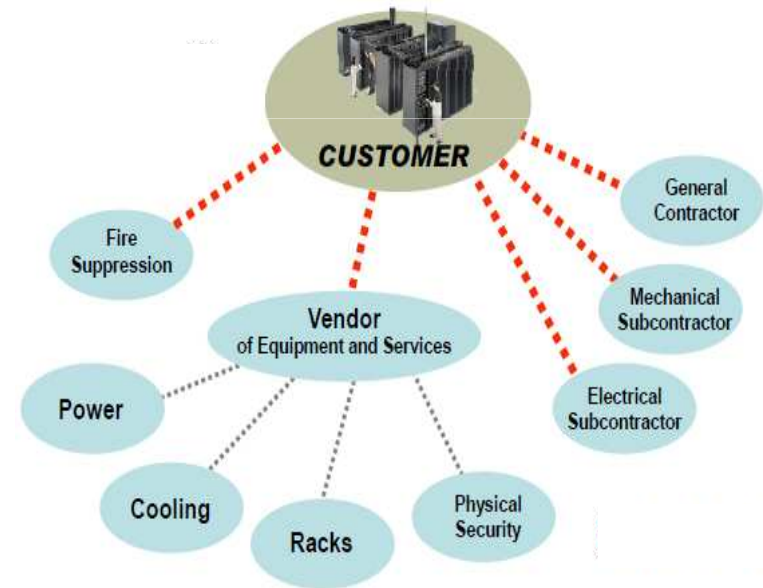 CUSTOMER
General
Contractor
Fire
Suppression
Mechanical
Subcontractor
Vendor
of Equipment and Services
Electrical
Subcontractor
Power
Cooling
Racks
Physical
Security